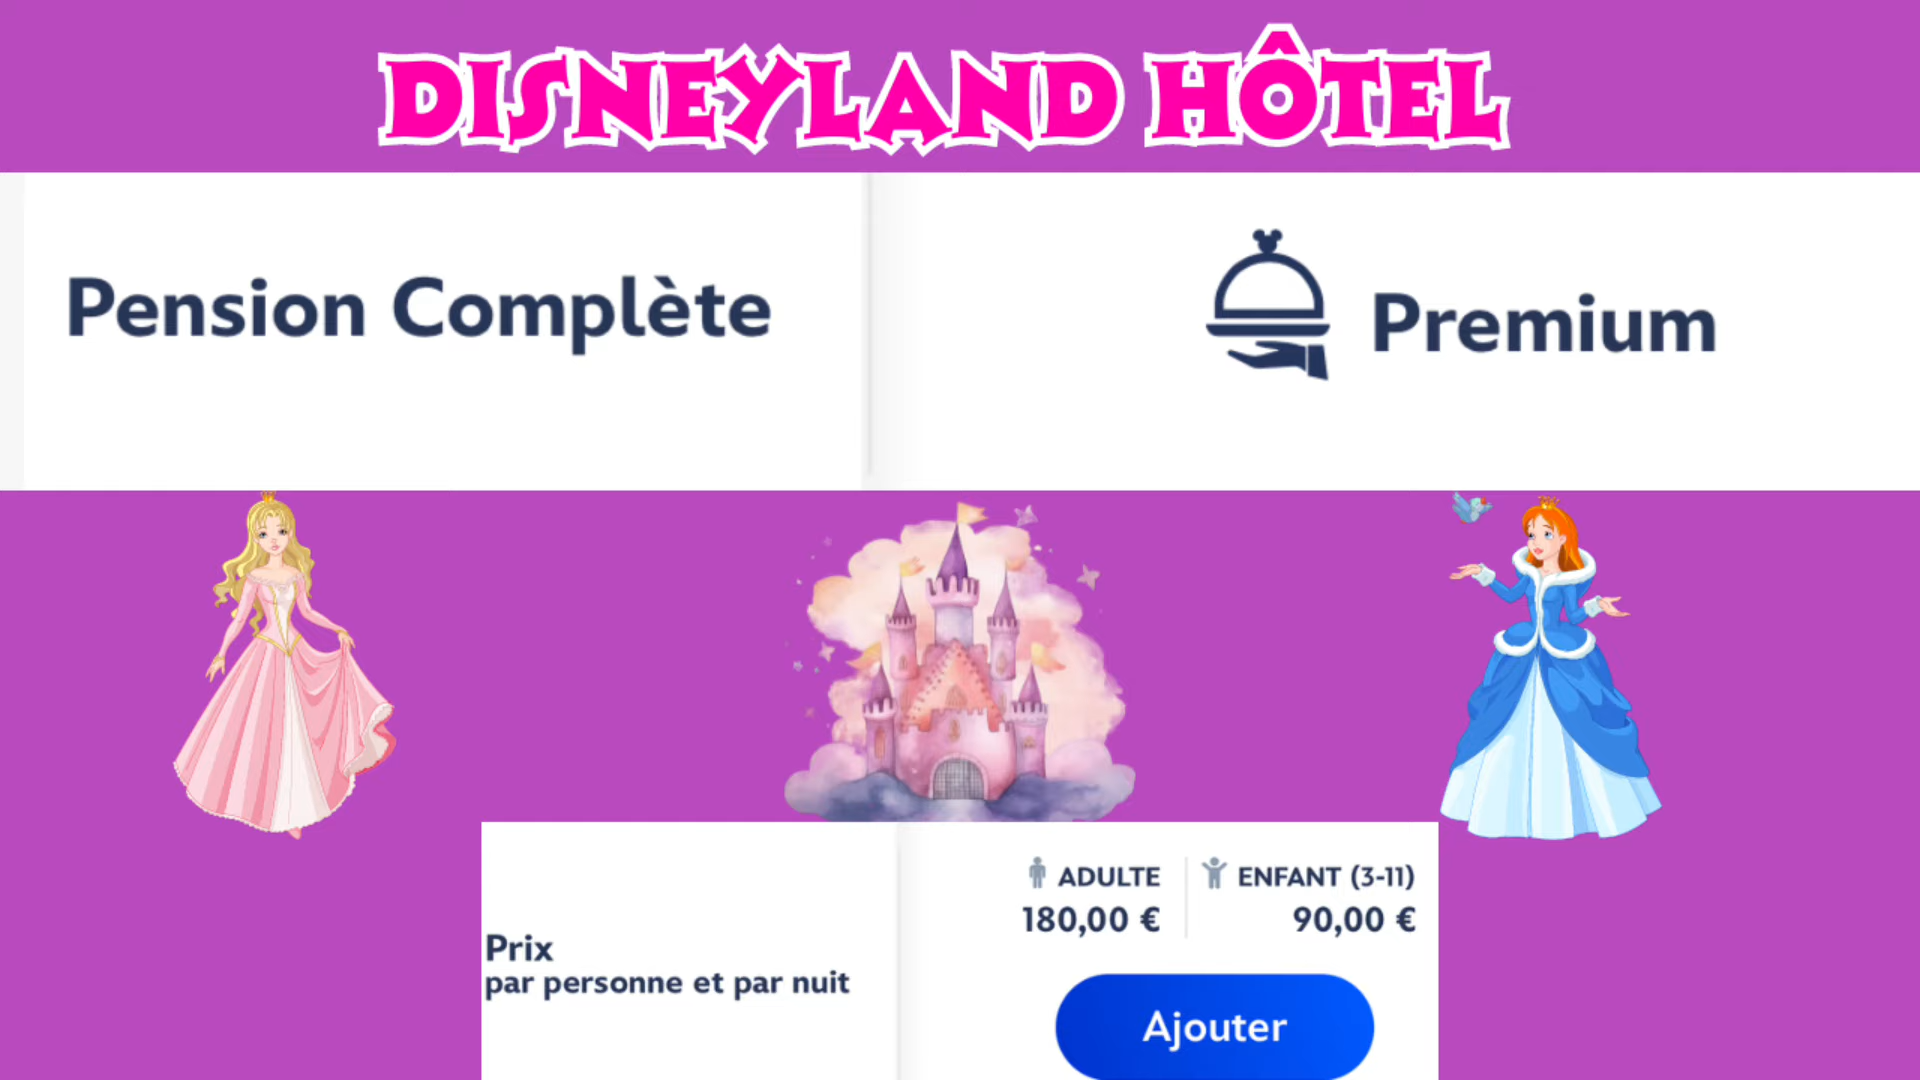 DISNEYLAND HÔTEL
Pension Complète
Premium
ADULTE
ENFANT (3-11)
180,00 €
90,00 €
Prix
par personne et par nuit
Ajouter